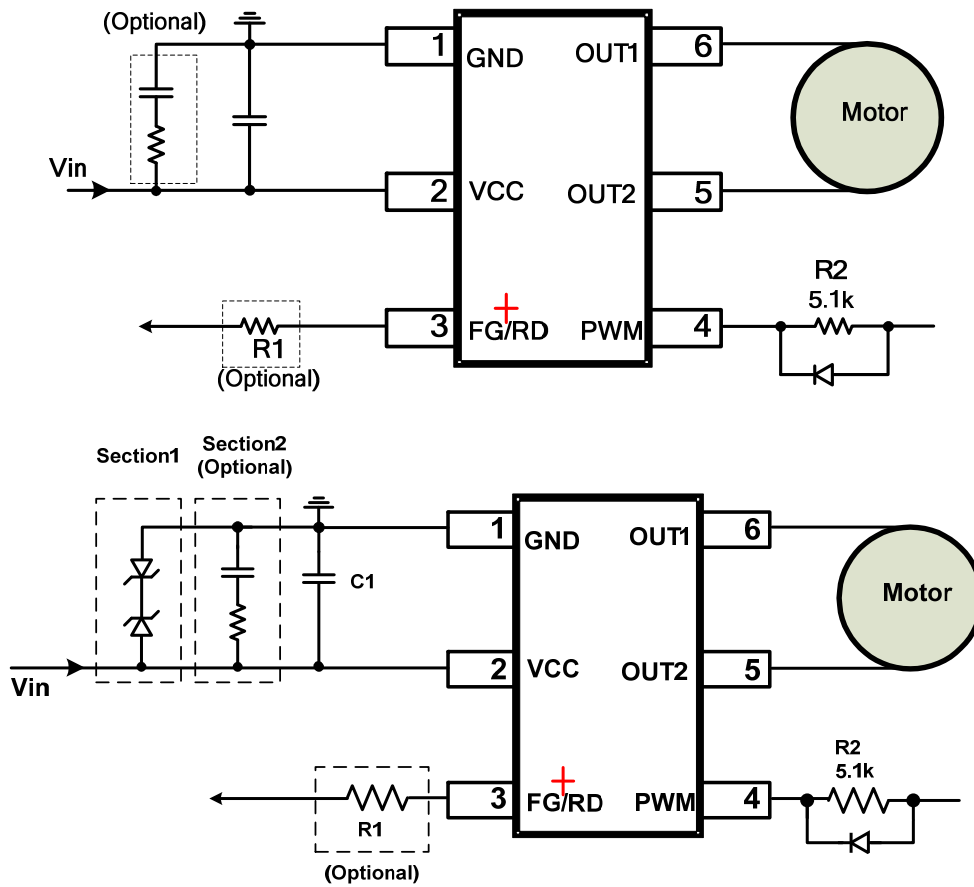 (Optional)
1
GND
OUT1
6
Motor
Vin
2
VCC
OUT2
5
R2
5.1k
3
FG/RD
PWM
4
R1
(Optional)
Section1
Section2
(Optional)
1
GND
OUT1
6
C1
Motor
Vin
2
VCC
OUT2
5
R2
5.1k
3
FG/RD
PWM
4
R1
(Optional)